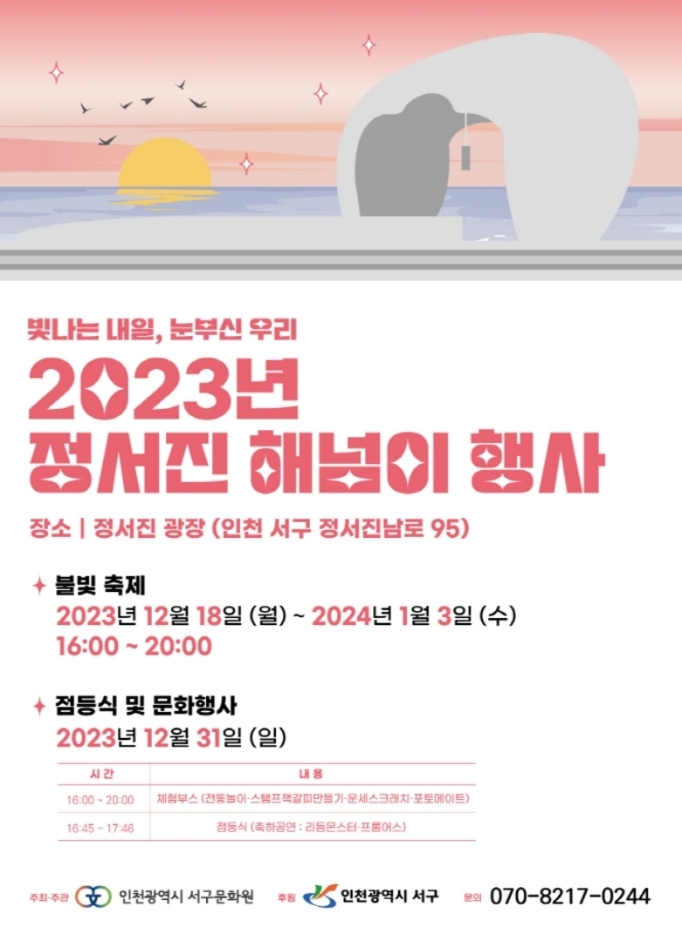 빛나는 내일, 눈부신 우리
2023년
정서진 해넘이 행사
장소 | 정서진 광장 (인천 서구 정서진남로 95)
불빛 축제
2023년 12월 18일 (월) ~ 2024년 1월 3일 (수)
16:00 ~ 20:00
점등식 및 문화행사
2023년 12월 31일 (일)
시 간 내 용
16:00 ~ 20:00 체험부스 (전통놀이·스탬프책갈피만들기·운세스크래치·포토메이트)
16:45 ~ 17:46 점등식 (축하공연 : 리듬몬스터·프롬어스)
주최·주관 인천광역시 서구문화원 후원 인천광역시 서구 문의 070-8217-0244